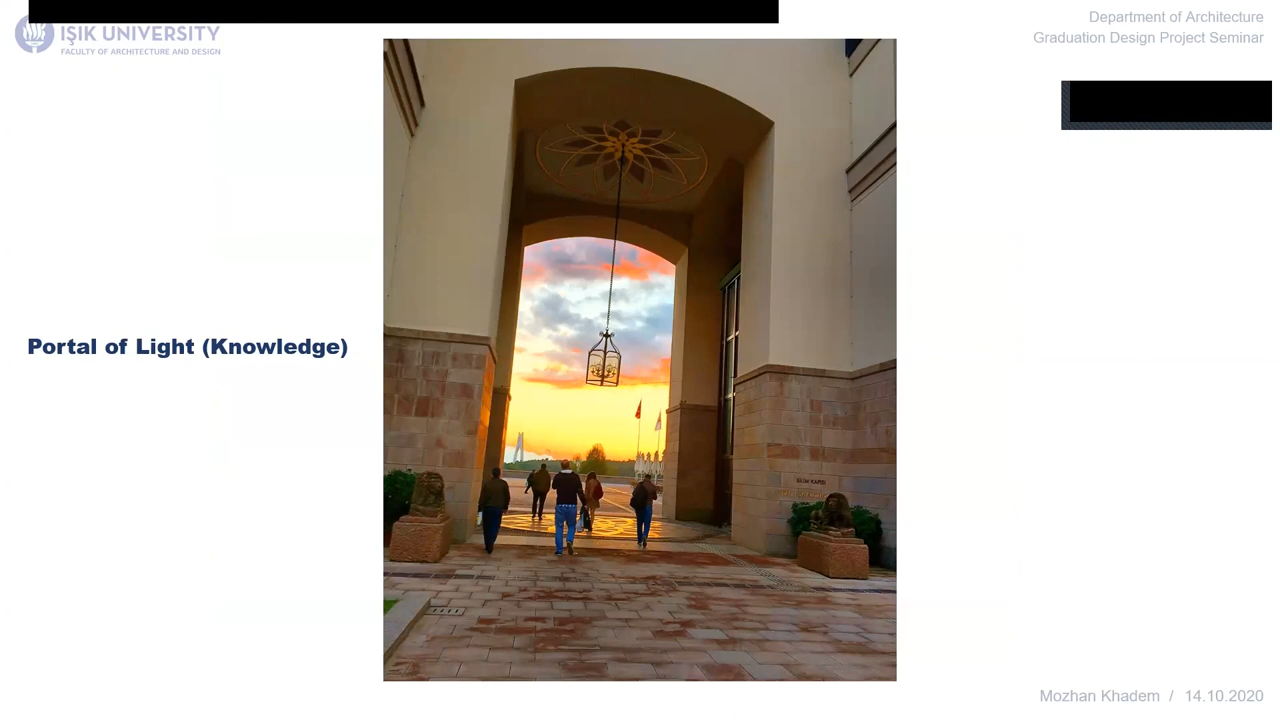 IŞIK UNIVERSITY
FACULTY OF ARCHITECTURE AND DESIGN
Department of Architecture
Graduation Design Project Seminar
Portal of Light (Knowledge)
BİLİM KAPISI
Mozhan Khadem / 14.10.2020